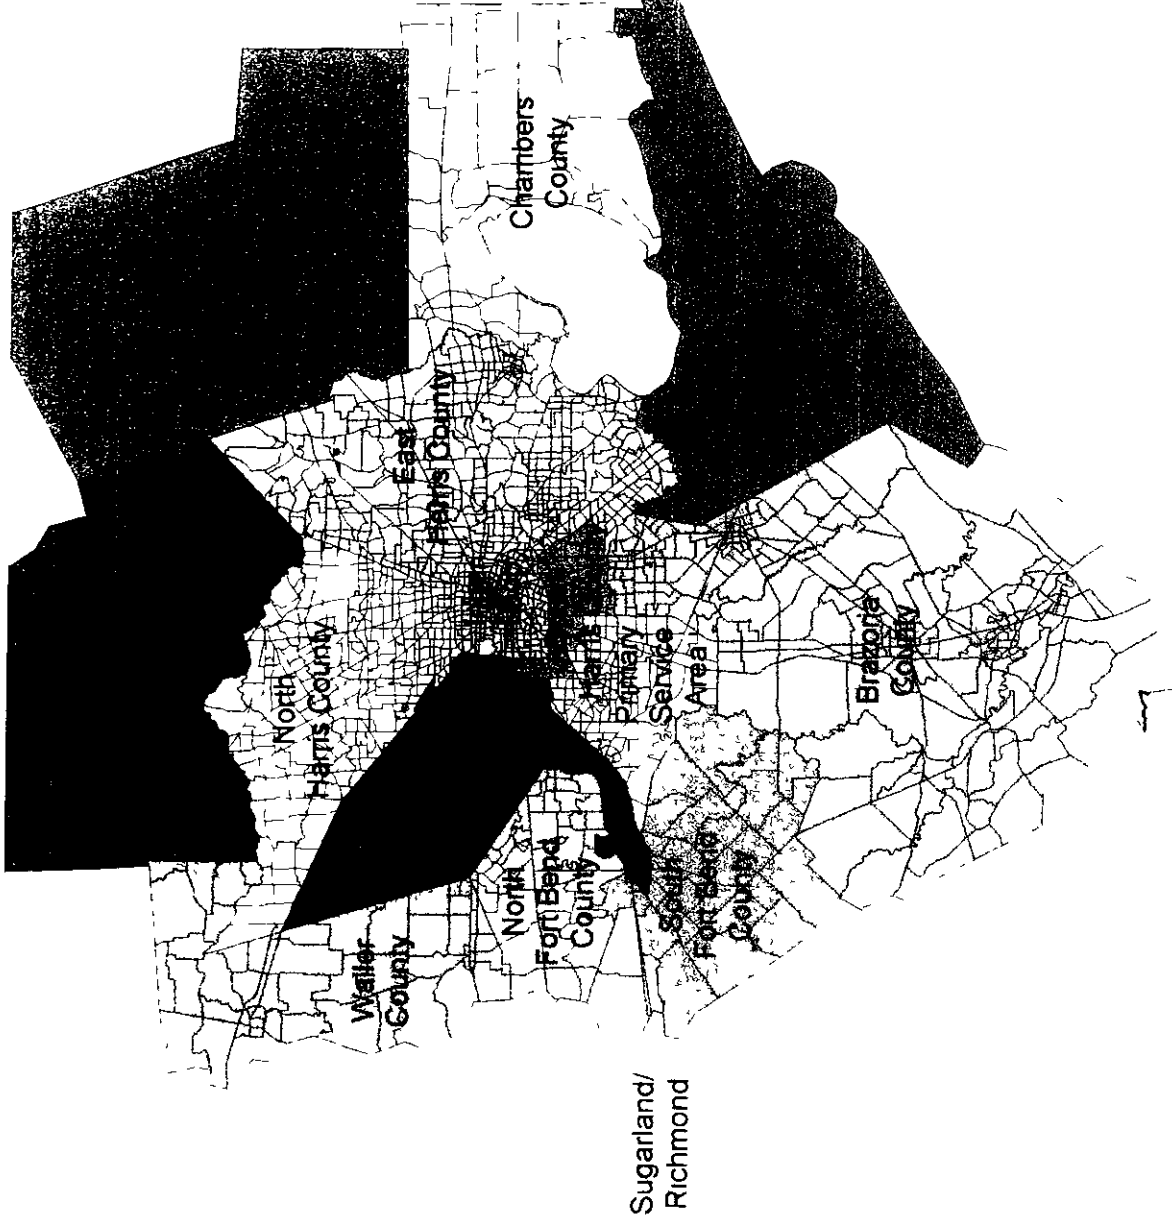 Chambers
County
East
Harris County
North
Harris County
Harris
Primary
Service
Area
Brazoria
County
Waller
County
North
Fort Bend
County
South
Fort Bend
County
Sugarland/
Richmond